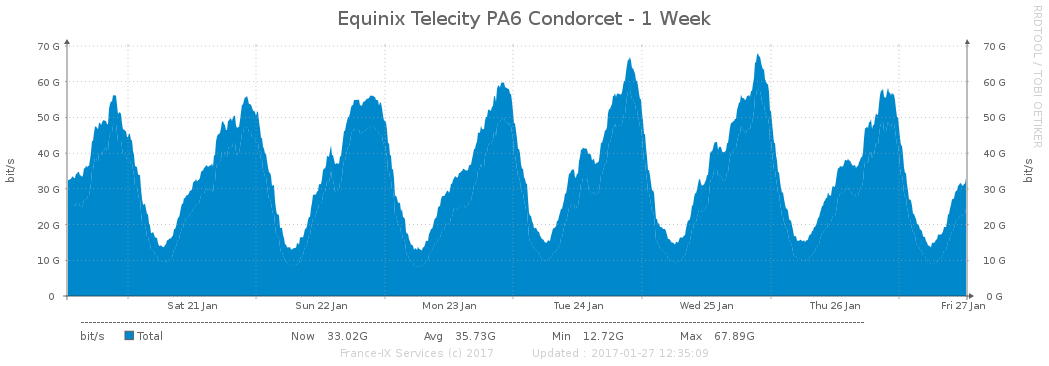 Equinix Telecity PA6 Condorcet - 1 Week
RRDTOOL / TOBI OETIKER
bit/s
70 G
60 G
50 G
40 G
30 G
20 G
10 G
0
70 G
60 G
50 G
40 G
30 G
20 G
10 G
0 G
bit/s
Sat 21 Jan Sun 22 Jan Mon 23 Jan Tue 24 Jan Wed 25 Jan Thu 26 Jan Fri 27 Jan
bit/s Total Now 33.02G Avg 35.73G Min 12.72G Max 67.89G
France-IX Services (c) 2017 Updated : 2017-01-27 12:35:09